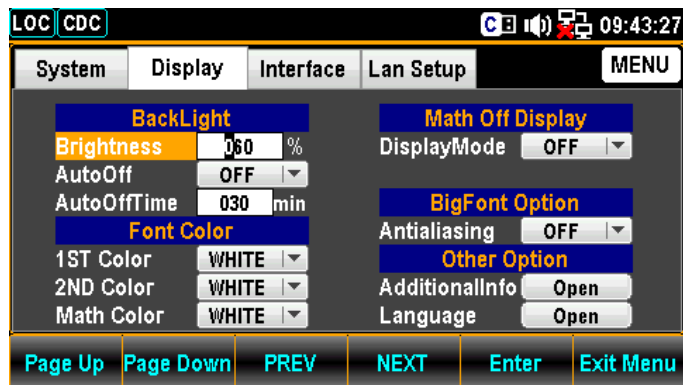 LOC CDC C 09:43:27
System Display Interface Lan Setup MENU
BackLight
Brightness 060 %
AutoOff OFF
AutoOffTime 030 min
Font Color
1ST Color WHITE
2ND Color WHITE
Math Color WHITE
Math Off Display
DisplayMode OFF
BigFont Option
Antialiasing OFF
Other Option
AdditionalInfo Open
Language Open
Page Up Page Down PREV NEXT Enter Exit Menu